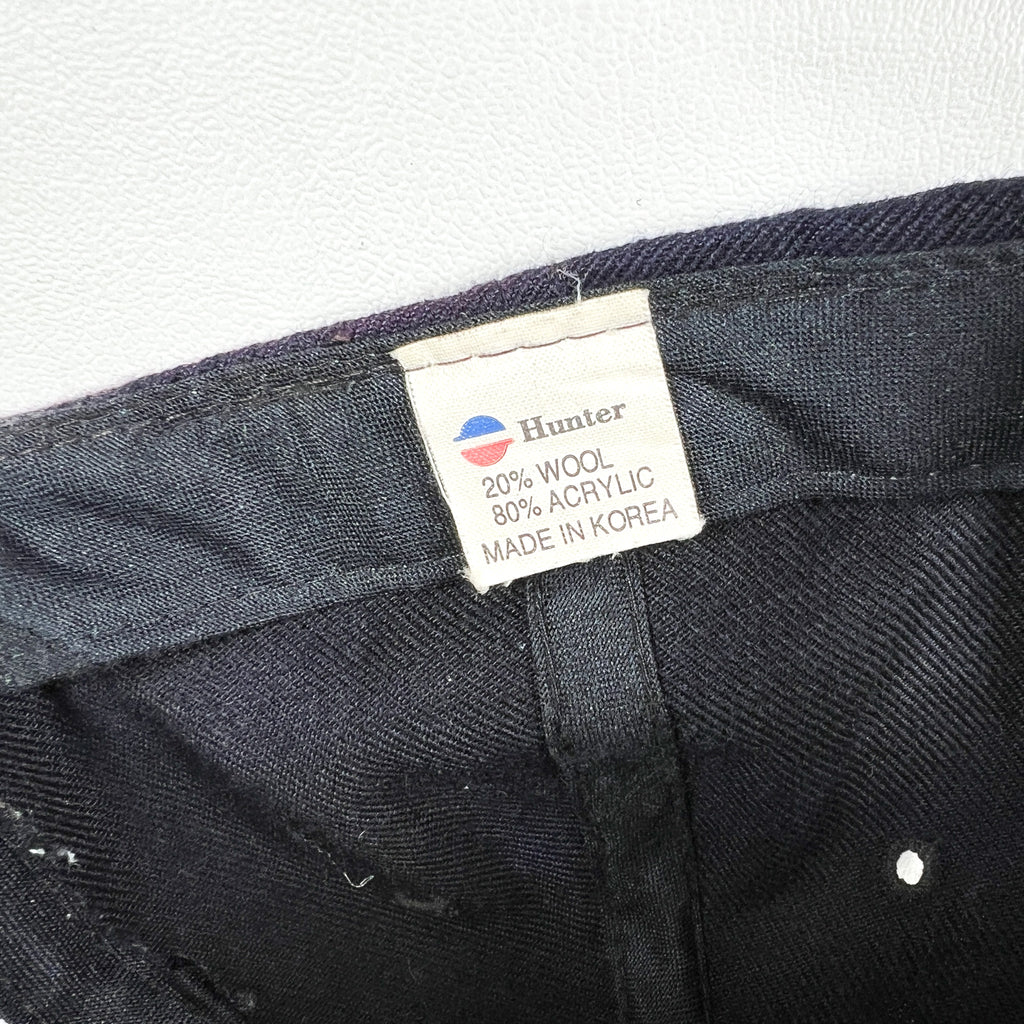 Hunter
20% WOOL
80% ACRYLIC
MADE IN KOREA